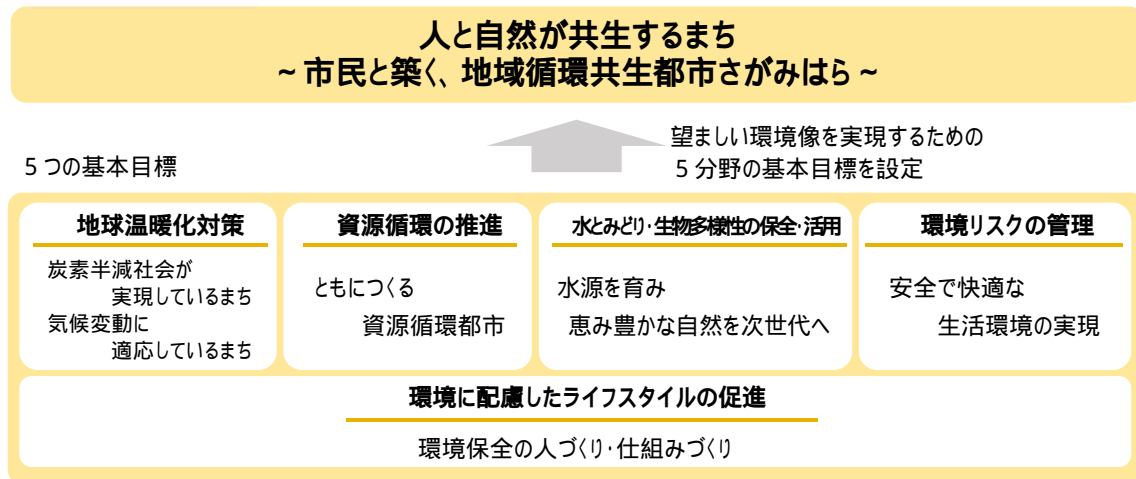 人と自然が共生するまち
~市民と築く、地域循環共生都市さがみはら~
望ましい環境像を実現するための
5分野の基本目標を設定
5つの基本目標
地球温暖化対策
炭素半減社会が
実現しているまち
気候変動に
適応しているまち
資源循環の推進
ともにつくる
資源循環都市
水とみどり・生物多様性の保全・活用
水源を育み
恵み豊かな自然を次世代へ
環境リスクの管理
安全で快適な
生活環境の実現
環境に配慮したライフスタイルの促進
環境保全の人づくり・仕組みづくり